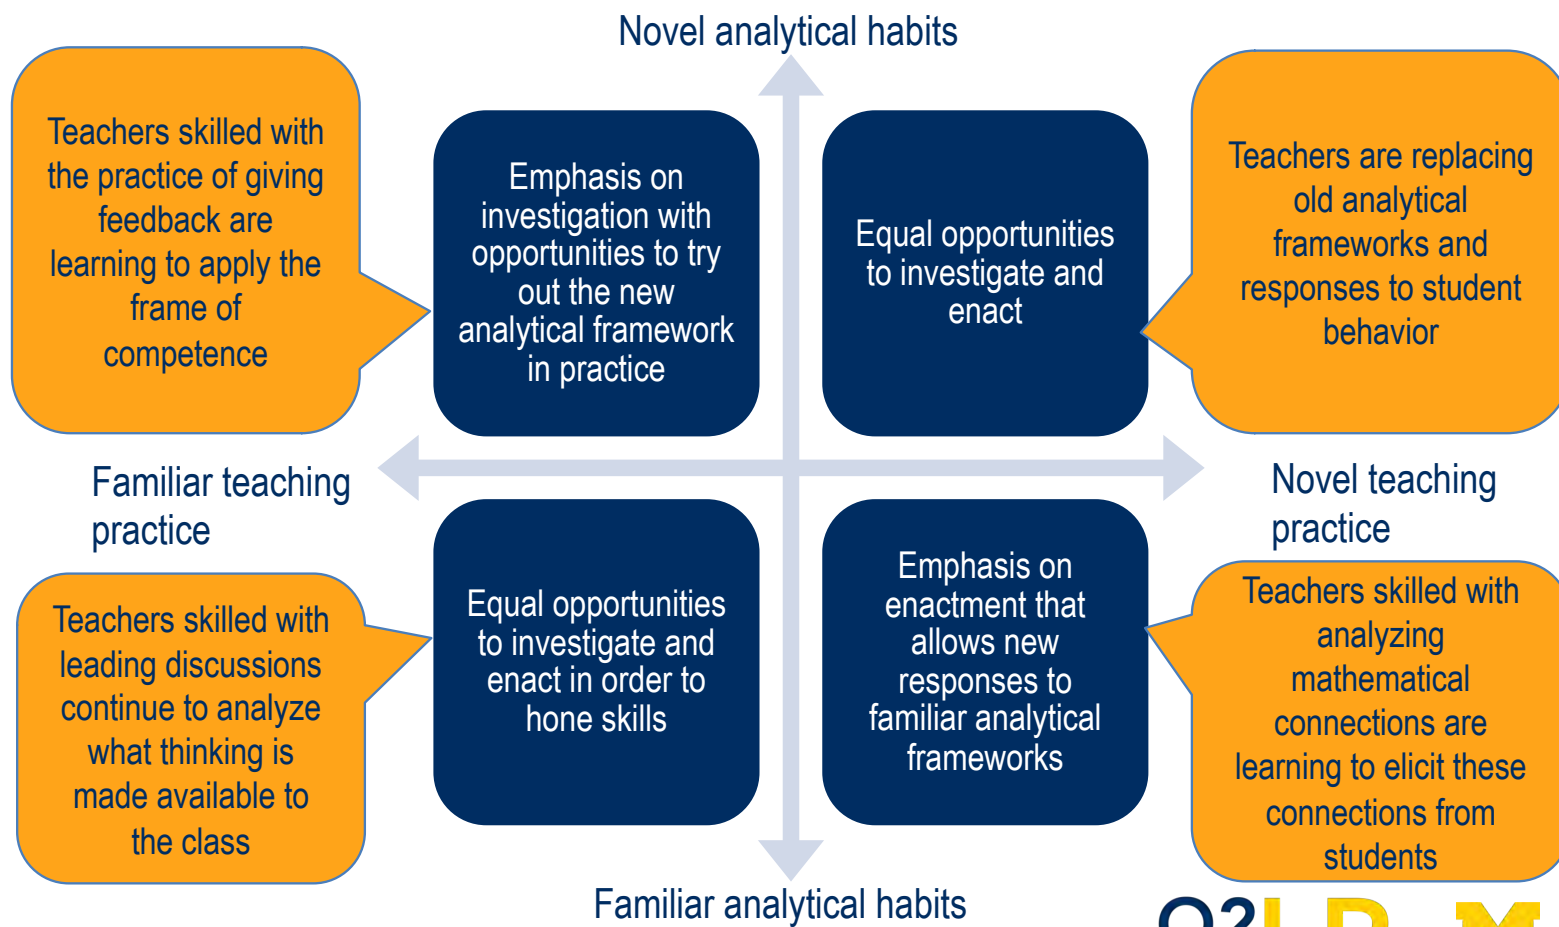 Novel analytical habits
Teachers skilled with
the practice of giving
feedback are
learning to apply the
frame of
competence
Emphasis on
investigation with
opportunities to try
out the new
analytical framework
in practice
Equal opportunities
to investigate and
enact
Teachers are replacing
old analytical
frameworks and
responses to student
behavior
Familiar teaching
practice
Novel teaching
practice
Teachers skilled with
leading discussions
continue to analyze
what thinking is
made available to
the class
Equal opportunities
to investigate and
enact in order to
hone skills
Emphasis on
enactment that
allows new
responses to
familiar analytical
frameworks
Teachers skilled with
analyzing
mathematical
connections are
learning to elicit these
connections from
students
Familiar analytical habits